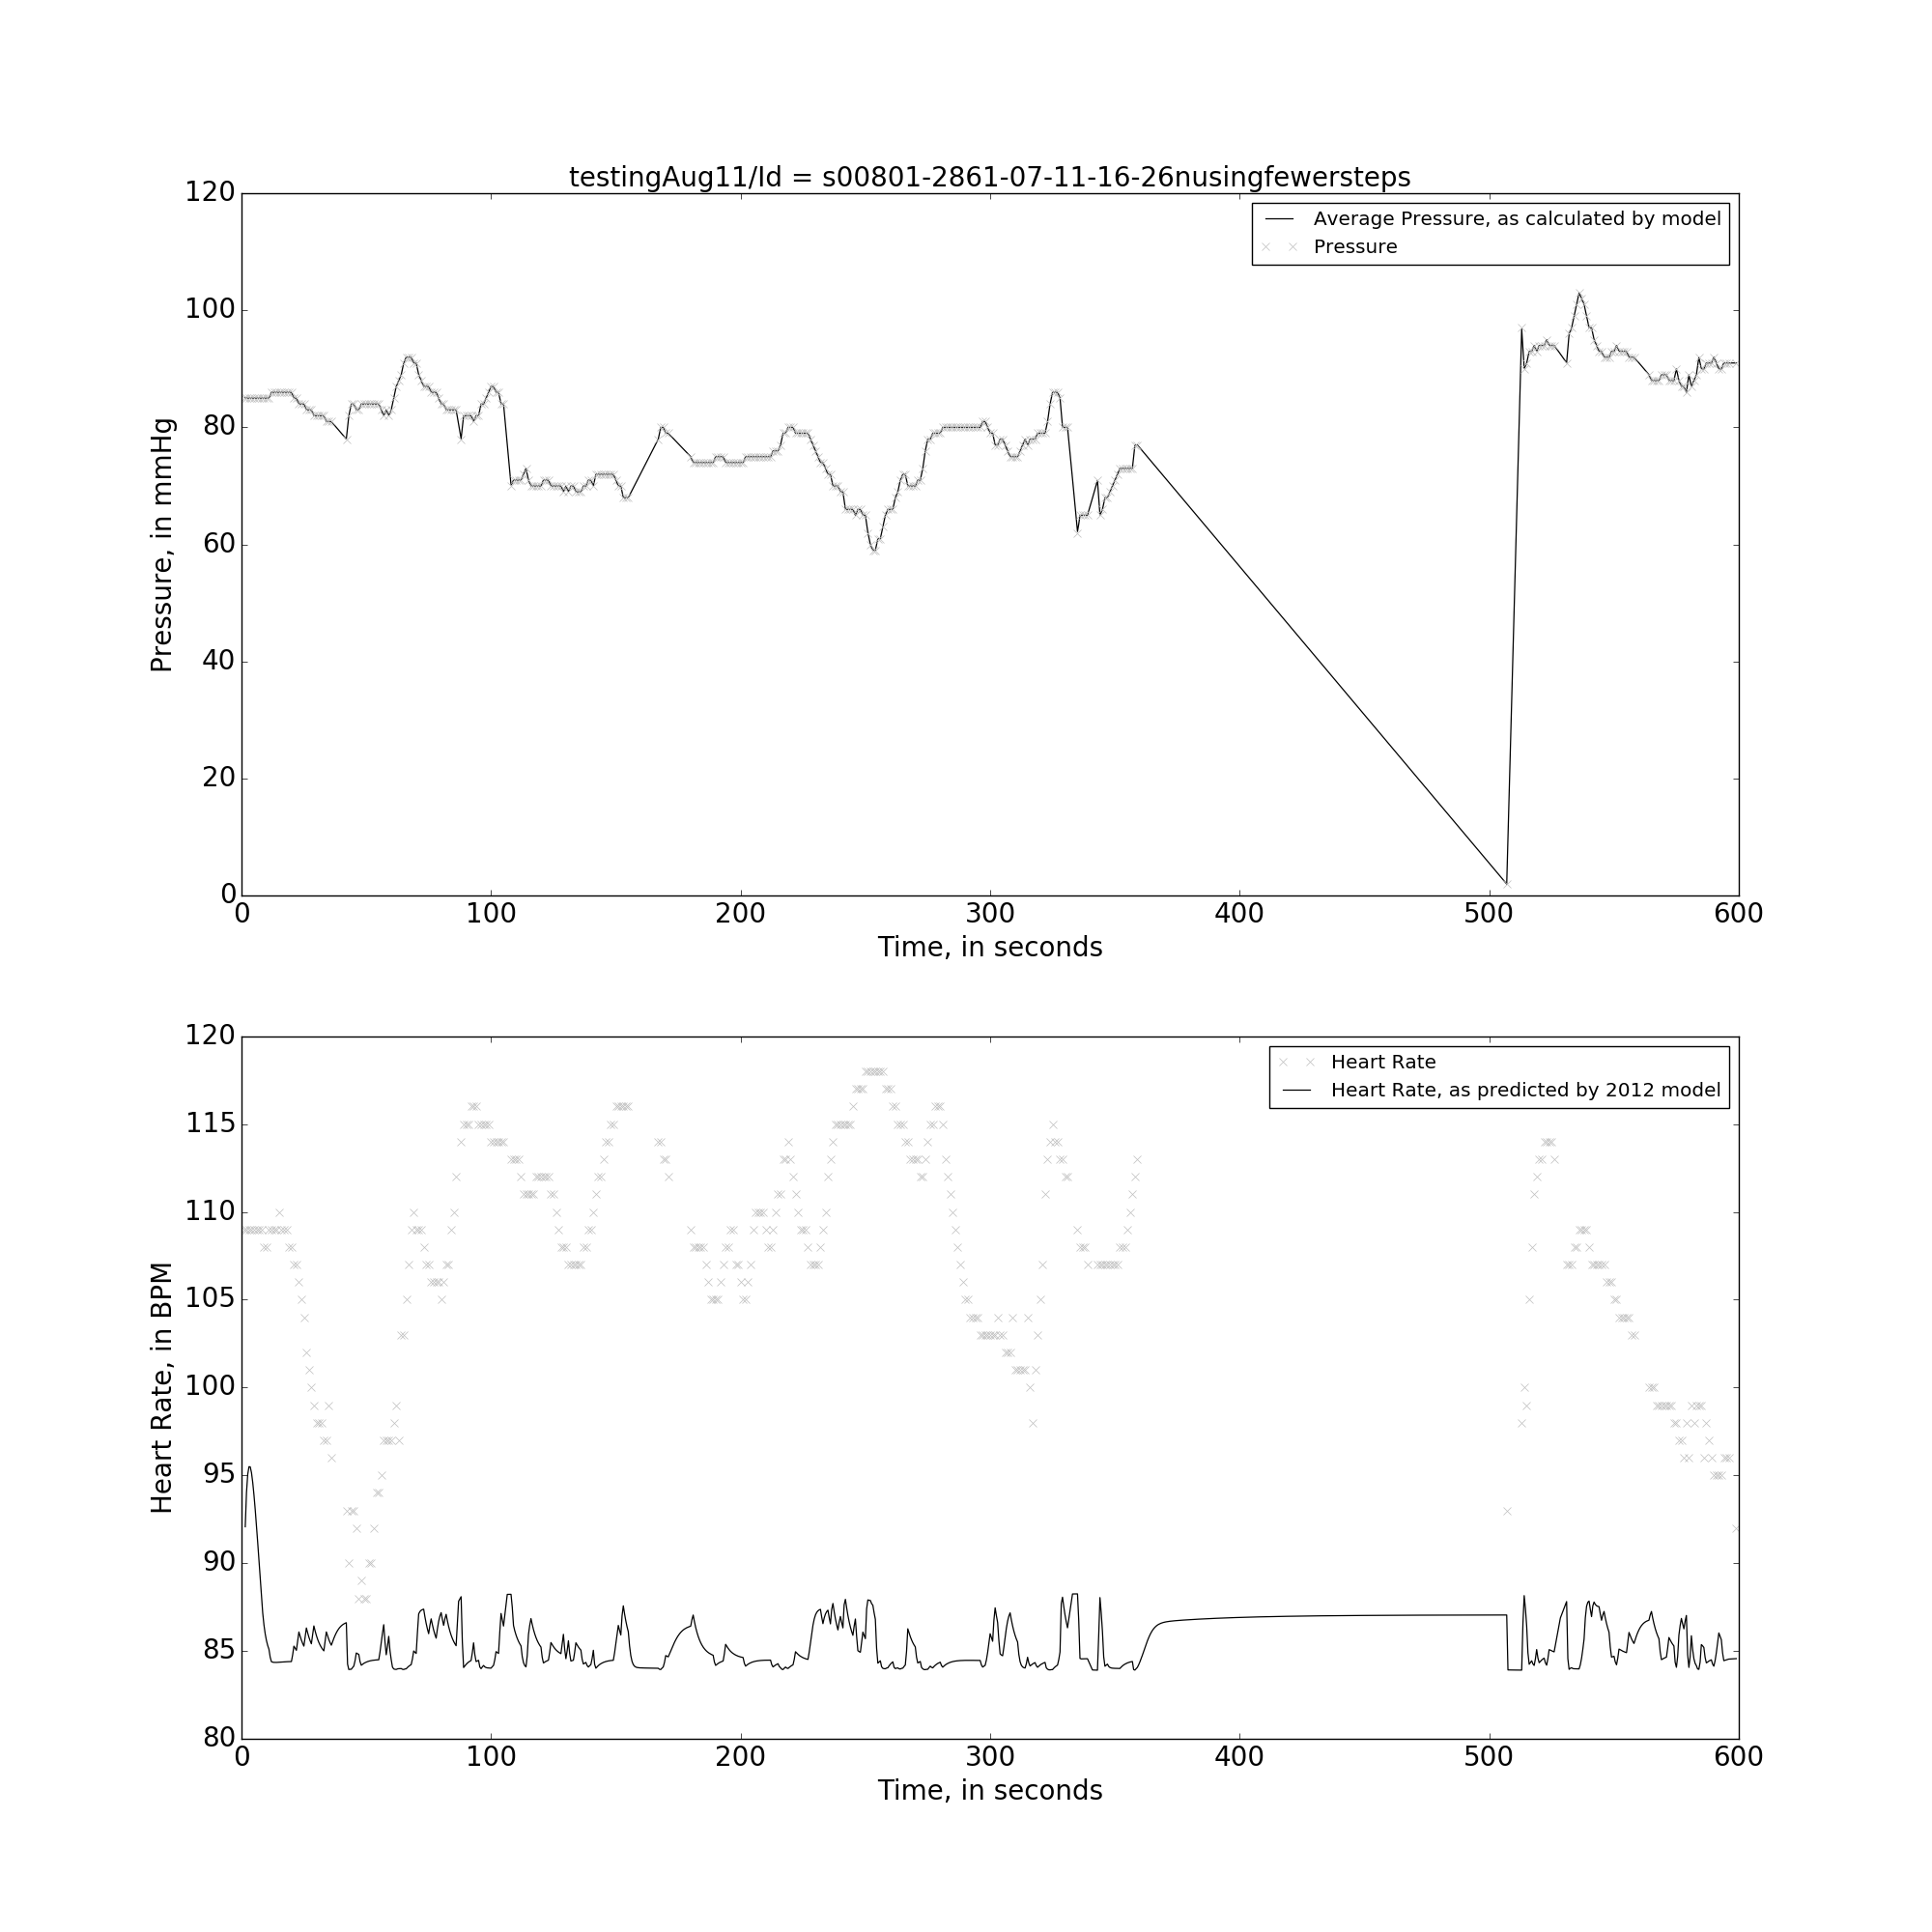 testingAug11/Id = s00801-2861-07-11-16-26nusingfewersteps
120
100
80
60
40
20
0
Pressure, in mmHg
Average Pressure, as calculated by model
Pressure
0 100 200 300 400 500 600
Time, in seconds
120
115
110
105
100
95
90
85
80
Heart Rate, in BPM
Heart Rate
Heart Rate, as predicted by 2012 model
0 100 200 300 400 500 600
Time, in seconds